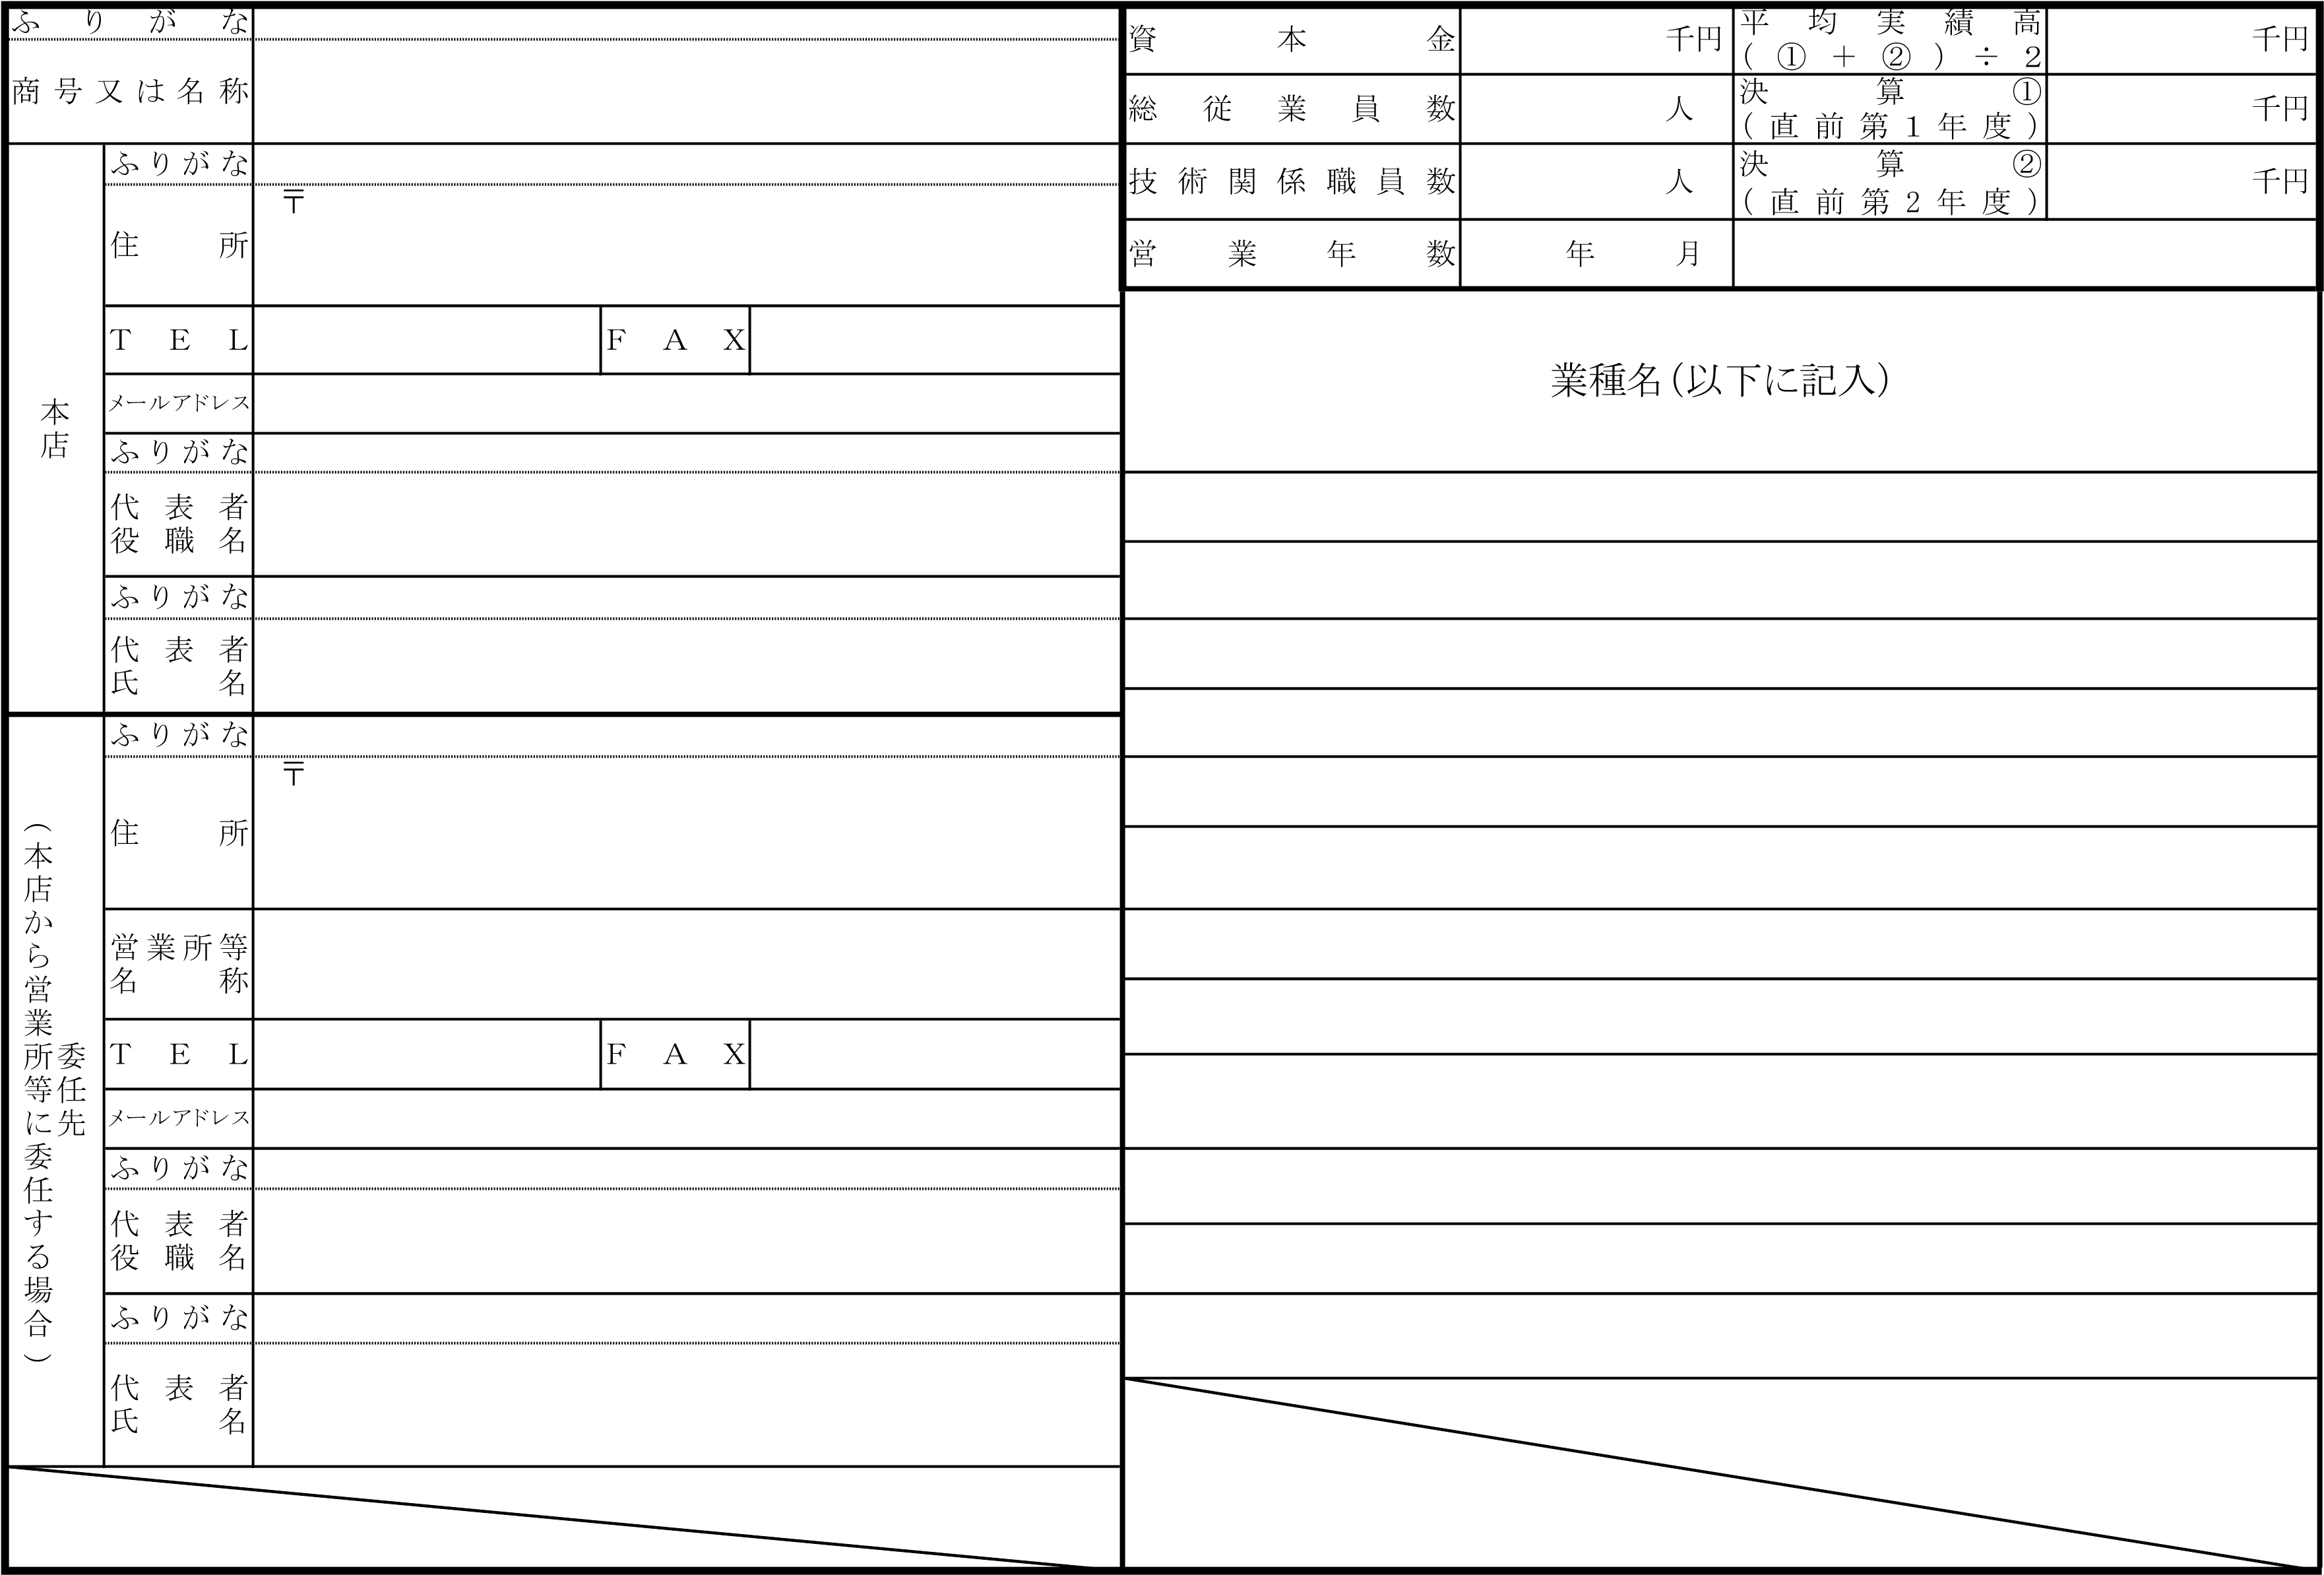 ふりがな
商号又は名称
本店
ふりがな
住所
〒
TEL
FAX
メールアドレス
ふりがな
代表者
役職名
ふりがな
代表者
氏名
委任先
（本店から営業所等に委任する場合）
ふりがな
住所
〒
営業所等
名称
TEL
FAX
メールアドレス
ふりがな
代表者
役職名
ふりがな
代表者
氏名
資本金
千円
平均実績高
(①＋②)÷2
千円
総従業員数
人
決算①
(直前第1年度)
千円
技術関係職員数
人
決算②
(直前第2年度)
千円
営業年数
年 月
業種名(以下に記入)